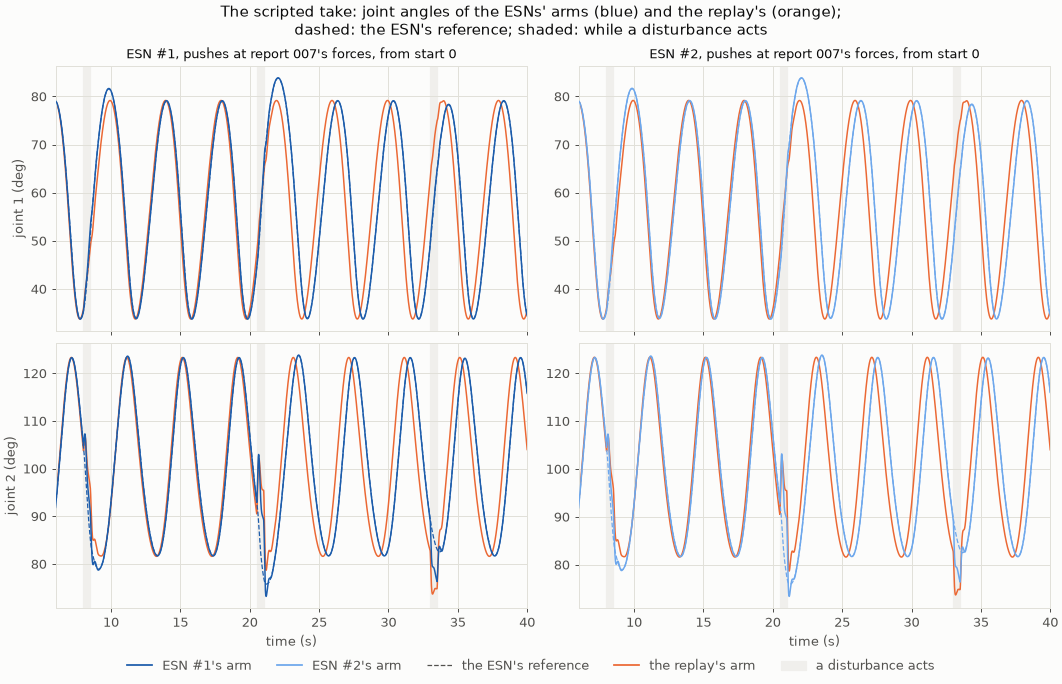 The scripted take: joint angles of the ESNs' arms (blue) and the replay's (orange);
dashed: the ESN's reference; shaded: while a disturbance acts
ESN #1, pushes at report 007's forces, from start 0
ESN #2, pushes at report 007's forces, from start 0
joint 1 (deg)
80
70
60
50
40
80
70
60
50
40
joint 2 (deg)
120
110
100
90
80
120
110
100
90
80
10 15 20 25 30 35 40
10 15 20 25 30 35 40
time (s)
time (s)
ESN #1's arm
ESN #2's arm
the ESN's reference
the replay's arm
a disturbance acts